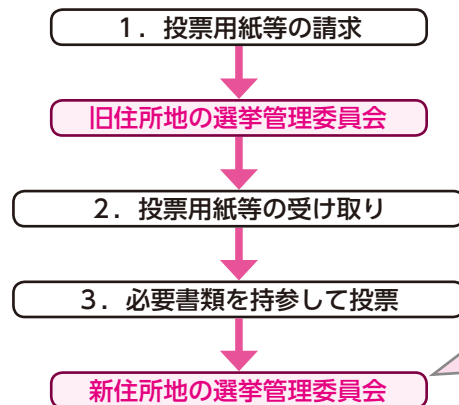 １．投票用紙等の請求
旧住所地の選挙管理委員会
２．投票用紙等の受け取り
３．必要書類を持参して投票
新住所地の選挙管理委員会